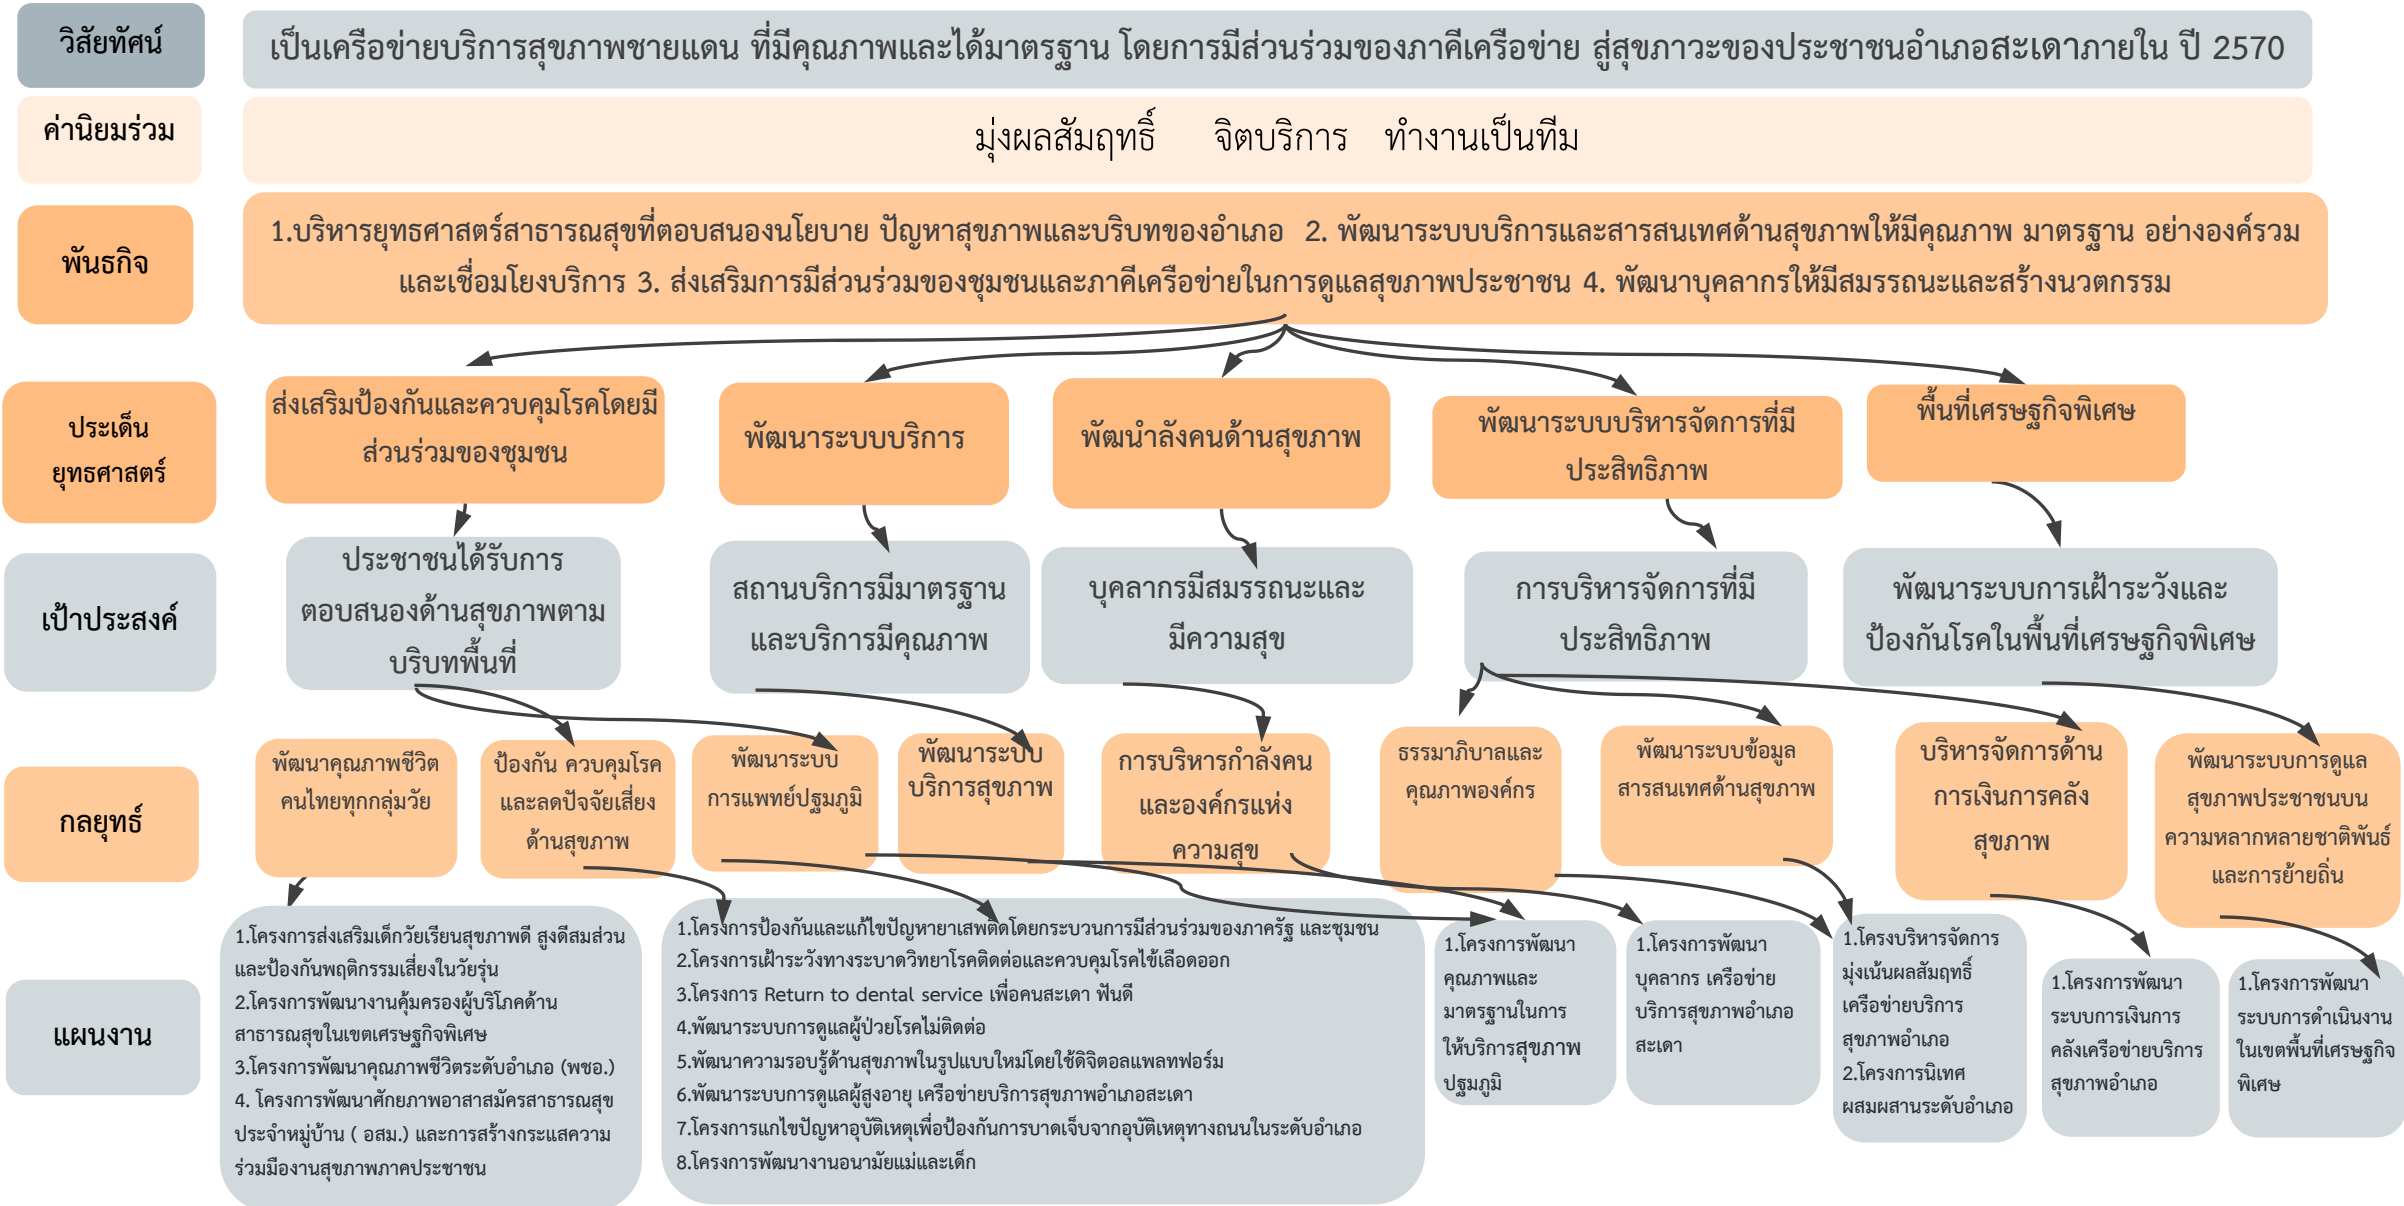 วิสัยทัศน์
เป็นเครือข่ายบริการสุขภาพชายแดน ที่มีคุณภาพและได้มาตรฐาน โดยการมีส่วนร่วมของภาคีเครือข่าย สู่สุขภาวะของประชาชนอำเภอสะเดาภายใน ปี 2570
ค่านิยมร่วม
มุ่งผลสัมฤทธิ์ จิตบริการ ทำงานเป็นทีม
พันธกิจ
1.บริหารยุทธศาสตร์สาธารณสุขที่ตอบสนองนโยบาย ปัญหาสุขภาพและบริบทของอำเภอ 2. พัฒนาระบบบริการและสารสนเทศด้านสุขภาพให้มีคุณภาพ มาตรฐาน อย่างองค์รวม
และเชื่อมโยงบริการ 3. ส่งเสริมการมีส่วนร่วมของชุมชนและภาคีเครือข่ายในการดูแลสุขภาพประชาชน 4. พัฒนาบุคลากรให้มีสมรรถนะและสร้างนวตกรรม
ประเด็น
ยุทธศาสตร์
ส่งเสริมป้องกันและควบคุมโรคโดยมี
ส่วนร่วมของชุมชน
พัฒนาระบบบริการ
พัฒนำลังคนด้านสุขภาพ
พัฒนาระบบบริหารจัดการที่มี
ประสิทธิภาพ
พื้นที่เศรษฐกิจพิเศษ
เป้าประสงค์
ประชาชนได้รับการ
ตอบสนองด้านสุขภาพตาม
บริบทพื้นที่
สถานบริการมีมาตรฐาน
และบริการมีคุณภาพ
บุคลากรมีสมรรถนะและ
มีความสุข
การบริหารจัดการที่มี
ประสิทธิภาพ
พัฒนาระบบการเฝ้าระวังและ
ป้องกันโรคในพื้นที่เศรษฐกิจพิเศษ
กลยุทธ์
พัฒนาคุณภาพชีวิต
คนไทยทุกกลุ่มวัย
ป้องกัน ควบคุมโรค
และลดปัจจัยเสี่ยง
ด้านสุขภาพ
พัฒนาระบบ
การแพทย์ปฐมภูมิ
พัฒนาระบบ
บริการสุขภาพ
การบริหารกำลังคน
และองค์กรแห่ง
ความสุข
ธรรมาภิบาลและ
คุณภาพองค์กร
พัฒนาระบบข้อมูล
สารสนเทศด้านสุขภาพ
บริหารจัดการด้าน
การเงินการคลัง
สุขภาพ
พัฒนาระบบการดูแล
สุขภาพประชาชนบน
ความหลากหลายชาติพันธ์
และการย้ายถิ่น
แผนงาน
1.โครงการส่งเสริมเด็กวัยเรียนสุขภาพดี สูงดีสมส่วน
และป้องกันพฤติกรรมเสี่ยงในวัยรุ่น
2.โครงการพัฒนางานคุ้มครองผู้บริโภคด้าน
สาธารณสุขในเขตเศรษฐกิจพิเศษ
3.โครงการพัฒนาคุณภาพชีวิตระดับอำเภอ (พชอ.)
4. โครงการพัฒนาศักยภาพอาสาสมัครสาธารณสุข
ประจำหมู่บ้าน ( อสม.) และการสร้างกระแสความ
ร่วมมืองานสุขภาพภาคประชาชน
1.โครงการป้องกันและแก้ไขปัญหายาเสพติดโดยกระบวนการมีส่วนร่วมของภาครัฐ และชุมชน
2.โครงการเฝ้าระวังทางระบาดวิทยาโรคติดต่อและควบคุมโรคไข้เลือดออก
3.โครงการ Return to dental service เพื่อคนสะเดา ฟันดี
4.พัฒนาระบบการดูแลผู้ป่วยโรคไม่ติดต่อ
5.พัฒนาความรอบรู้ด้านสุขภาพในรูปแบบใหม่โดยใช้ดิจิตอลแพลทฟอร์ม
6.พัฒนาระบบการดูแลผู้สูงอายุ เครือข่ายบริการสุขภาพอำเภอสะเดา
7.โครงการแกไขปัญหาอุบัติเหตุเพื่อป้องกันการบาดเจ็บจากอุบัติเหตุทางถนนในระดับอำเภอ
8.โครงการพัฒนางานอนามัยแม่และเด็ก
1.โครงการพัฒนา
คุณภาพและ
มาตรฐานในการ
ให้บริการสุขภาพ
ปฐมภูมิ
1.โครงการพัฒนา
บุคลากร เครือข่าย
บริการสุขภาพอำเภอ
สะเดา
1.โครงบริหารจัดการ
มุ่งเน้นผลสัมฤทธิ์
เครือข่ายบริการ
สุขภาพอำเภอ
2.โครงการนิเทศ
ผสมผสานระดับอำเภอ
1.โครงการพัฒนา
ระบบการเงินการ
คลังเครือข่ายบริการ
สุขภาพอำเภอ
1.โครงการพัฒนา
ระบบการดำเนินงาน
ในเขตพื้นที่เศรษฐกิจ
พิเศษ